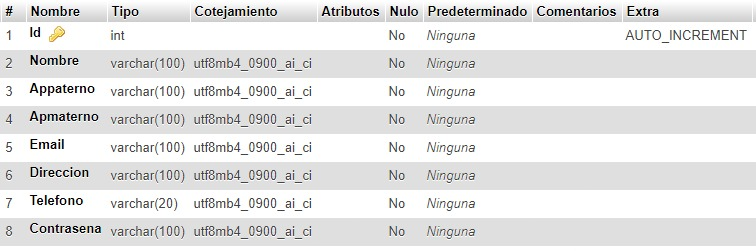 # Nombre Tipo Cotejamiento Atributos Nulo Predeterminado Comentarios Extra
1 Id int No Ninguna AUTO_INCREMENT
2 Nombre varchar(100) utf8mb4_0900_ai_ci No Ninguna
3 Appaterno varchar(100) utf8mb4_0900_ai_ci No Ninguna
4 Apmaterno varchar(100) utf8mb4_0900_ai_ci No Ninguna
5 Email varchar(100) utf8mb4_0900_ai_ci No Ninguna
6 Direccion varchar(100) utf8mb4_0900_ai_ci No Ninguna
7 Telefono varchar(20) utf8mb4_0900_ai_ci No Ninguna
8 Contrasena varchar(100) utf8mb4_0900_ai_ci No Ninguna